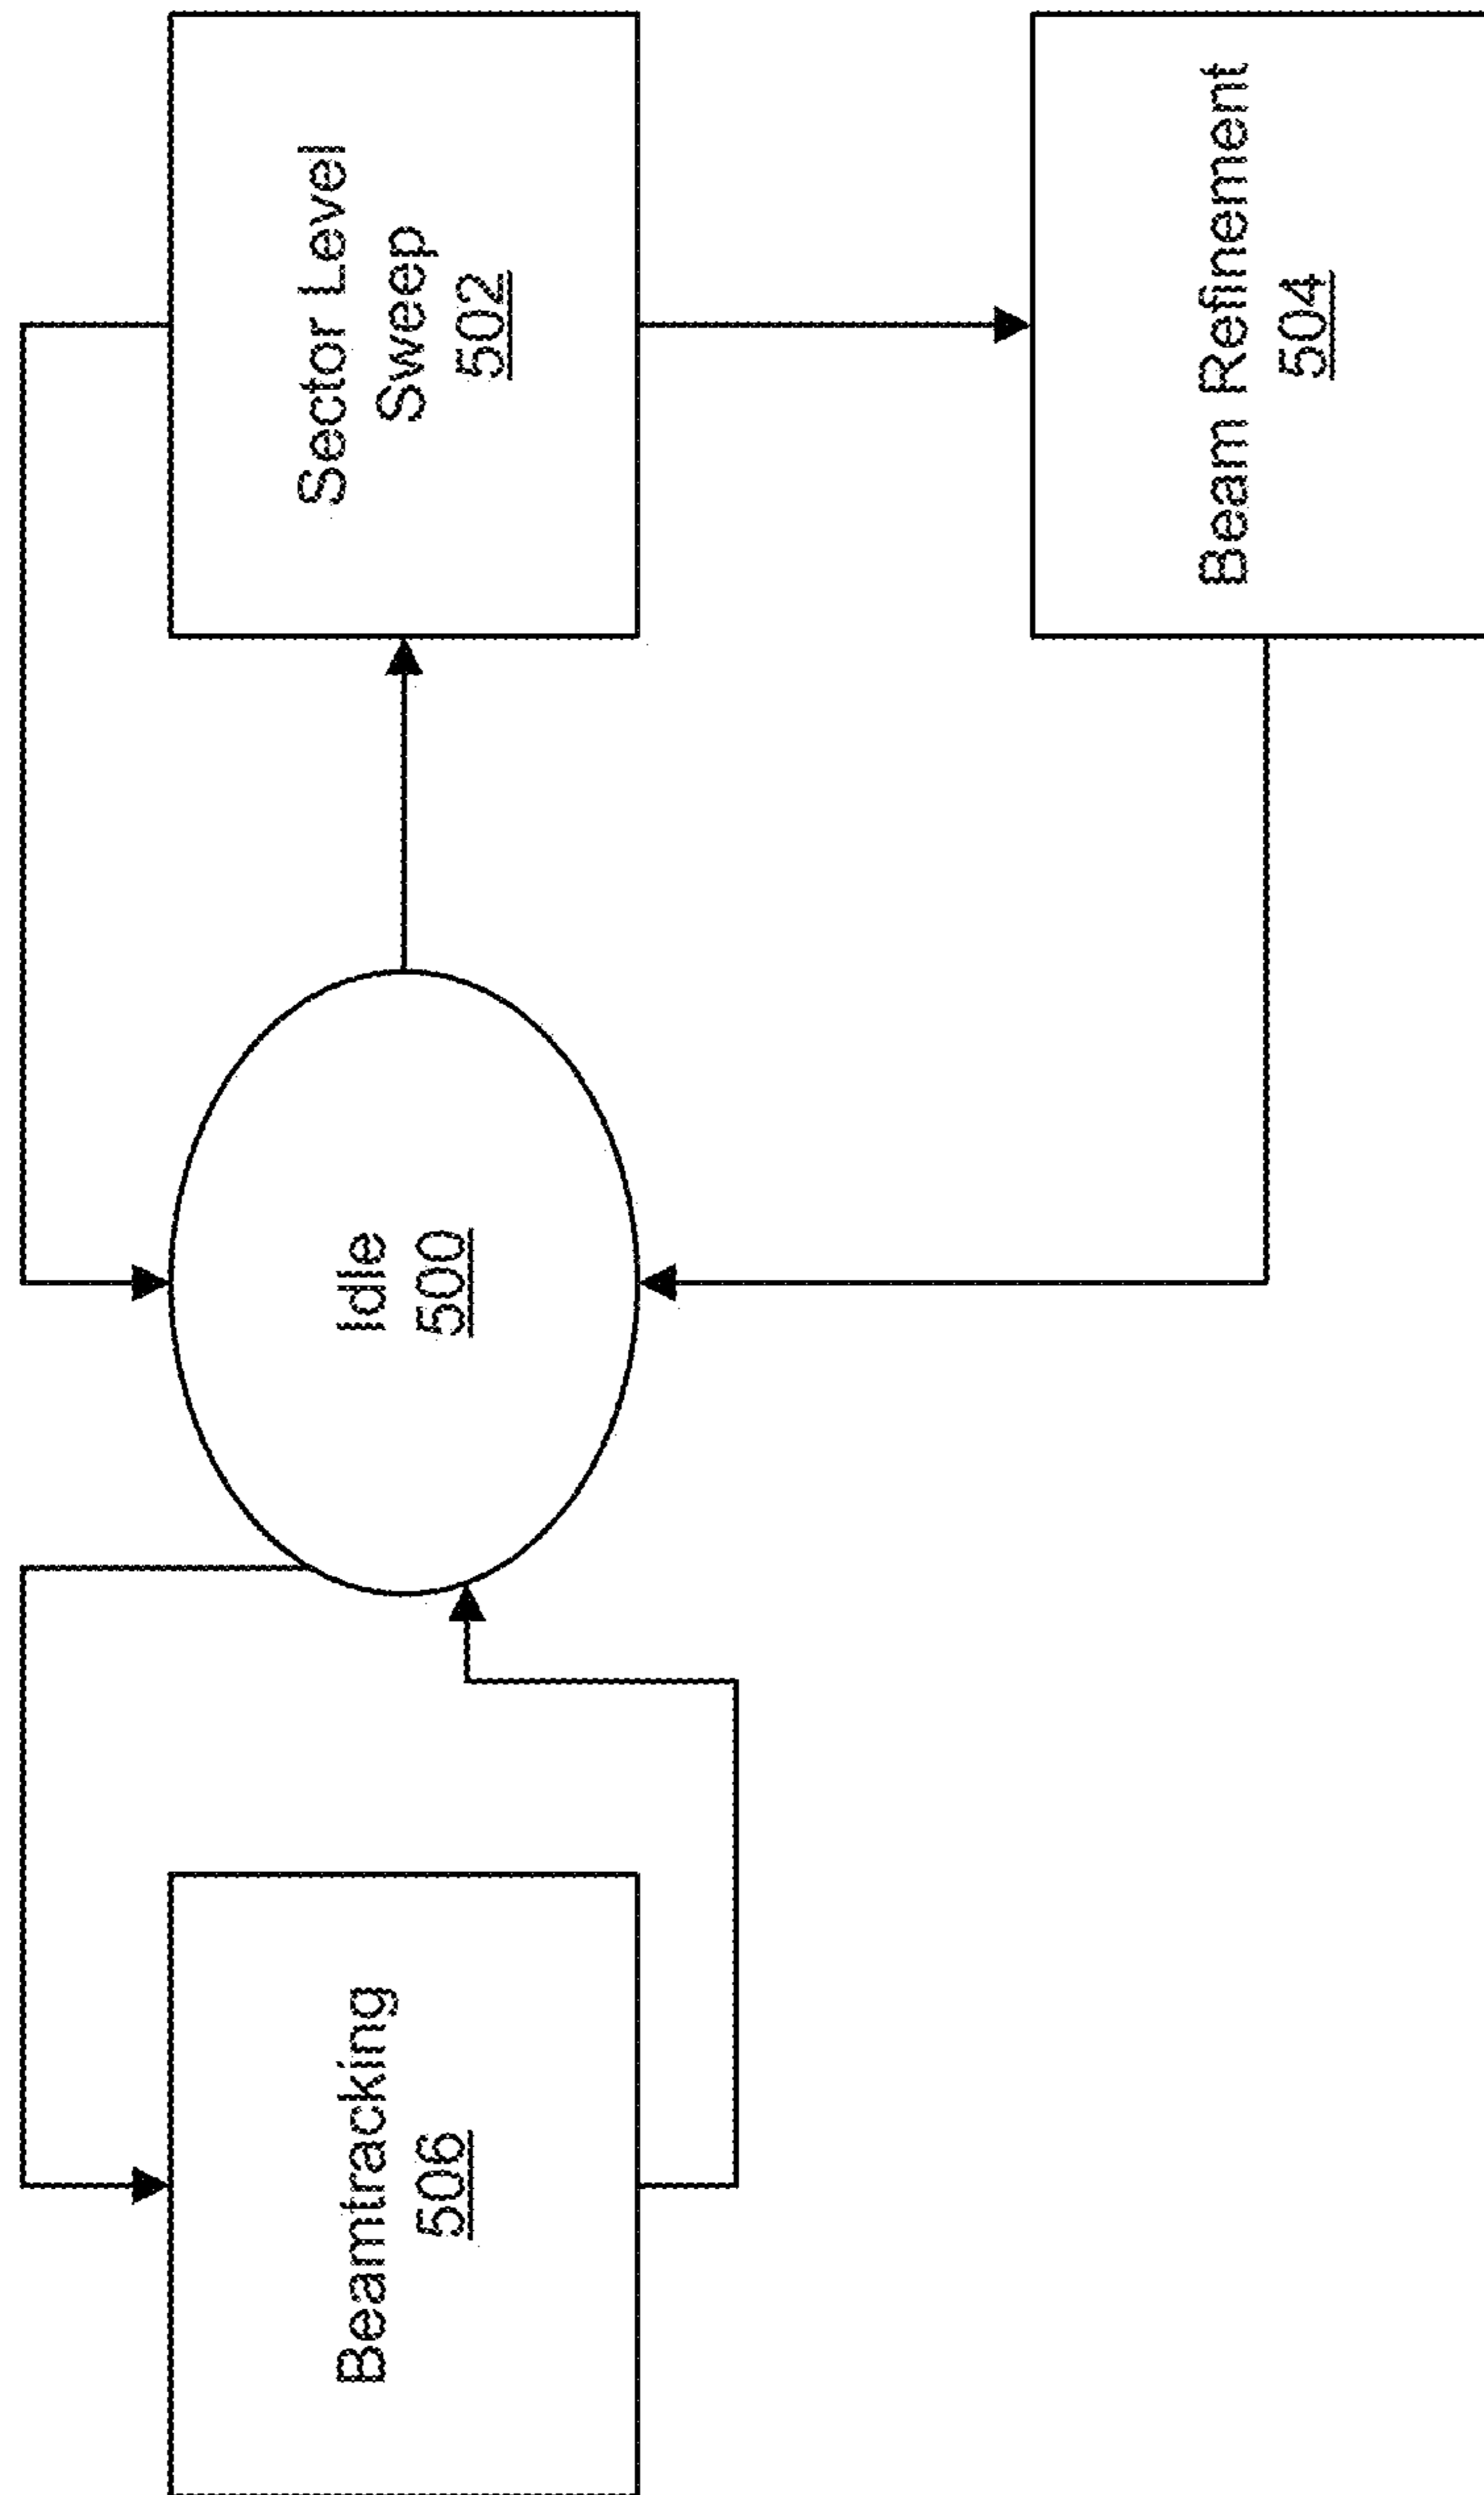 Beamtracking
506
Idle
500
Sector Level
Sweep
502
Beam Refinement
504